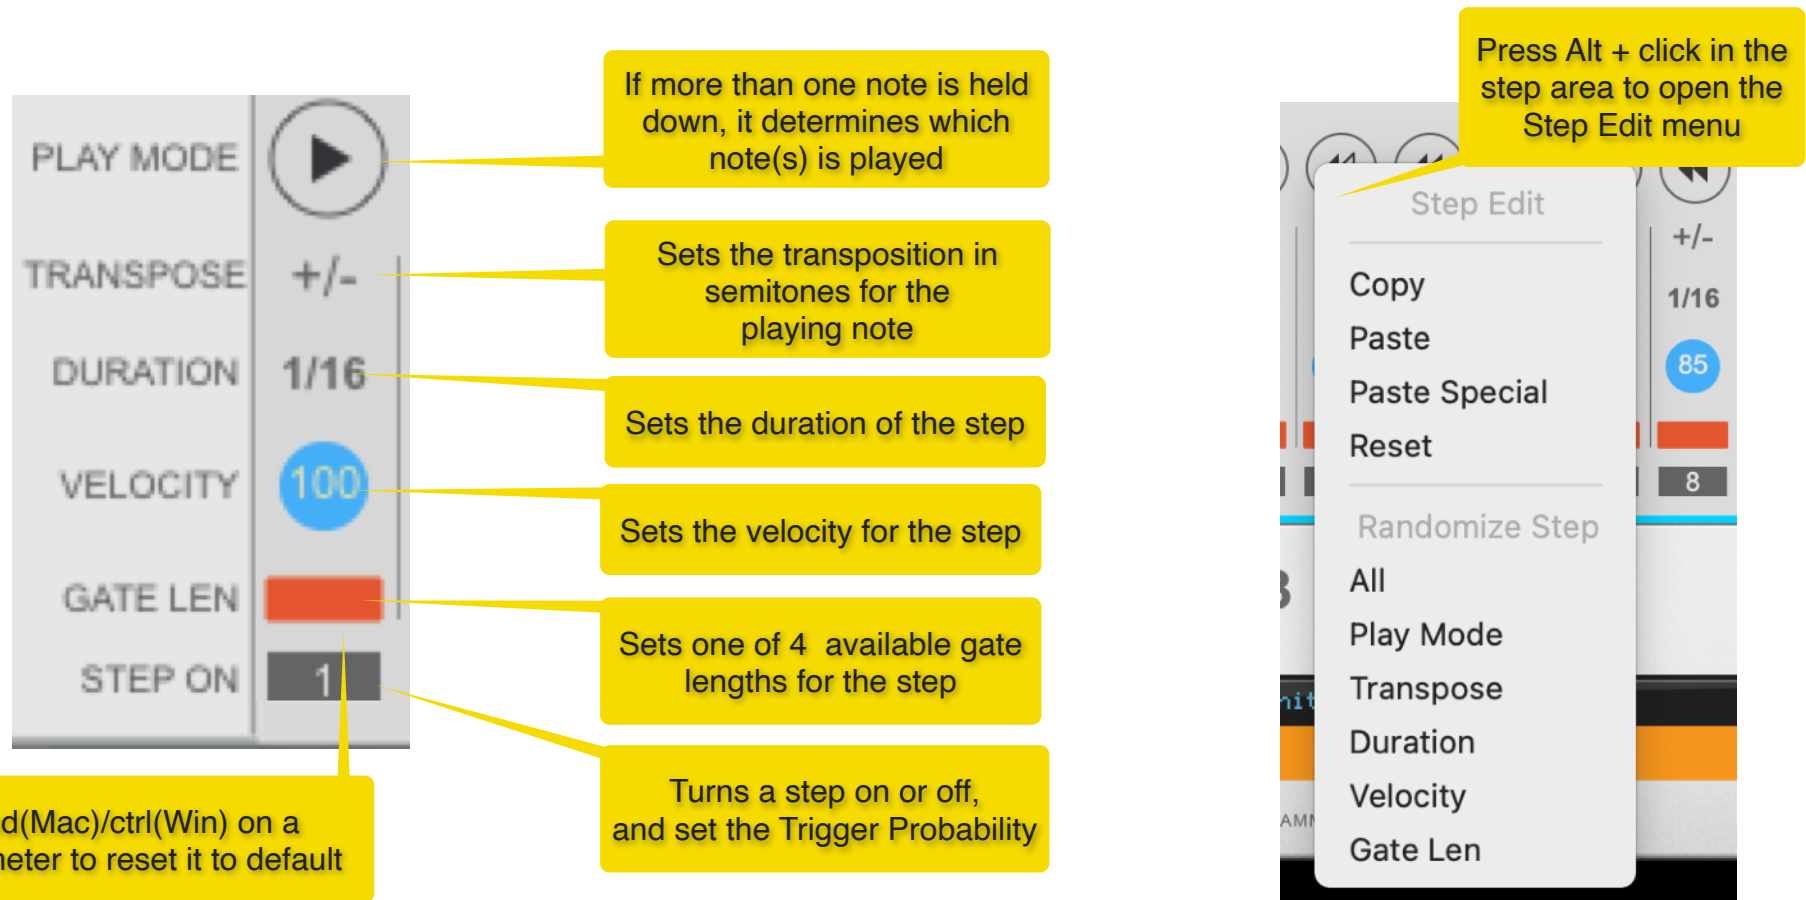 PLAY MODE
TRANSPOSE
+/-
DURATION
1/16
VELOCITY
100
GATE LEN
STEP ON
1
If more than one note is held
down, it determines which
note(s) is played
Sets the transposition in
semitones for the
playing note
Sets the duration of the step
Sets the velocity for the step
Sets one of 4 available gate
lengths for the step
Turns a step on or off,
and set the Trigger Probability
d(Mac)/ctrl(Win) on a
to reset it to default
Press Alt + click in the
step area to open the
Step Edit menu
Step Edit
Copy
Paste
Paste Special
Reset
Randomize Step
All
Play Mode
Transpose
Duration
Velocity
Gate Len
+/-
1/16
85
8